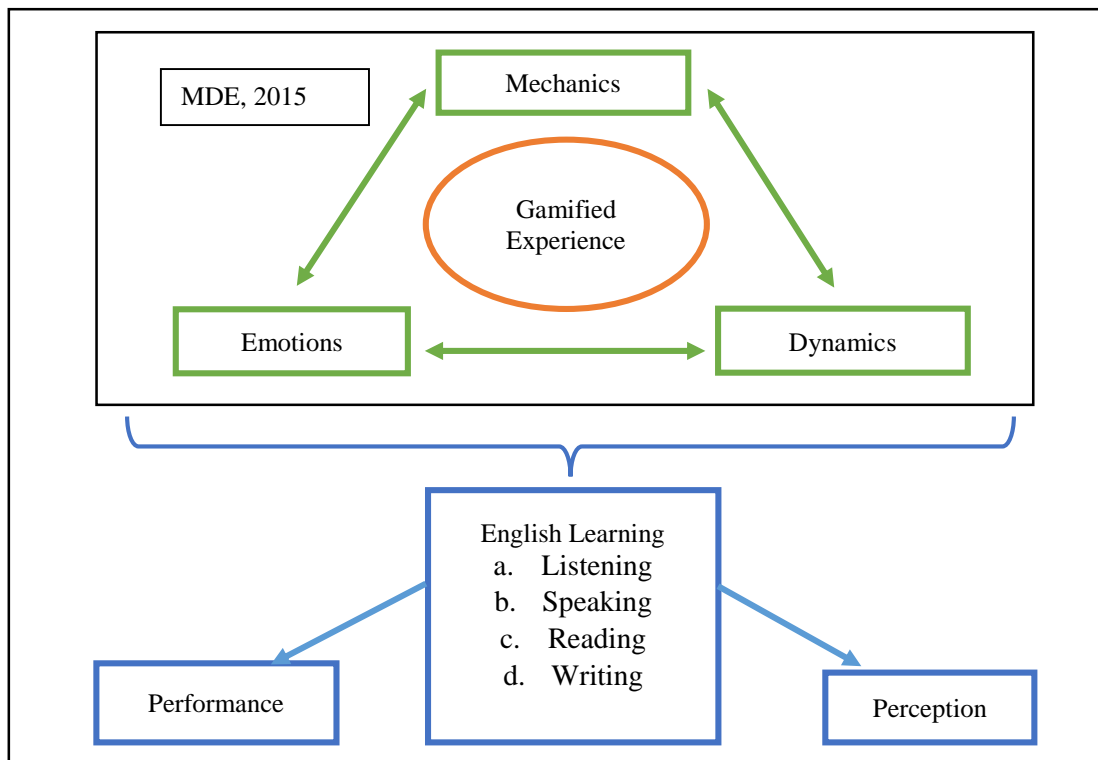 MDE, 2015
Mechanics
Gamified
Experience
Emotions
Dynamics
English Learning
a. Listening
b. Speaking
c. Reading
d. Writing
Performance
Perception